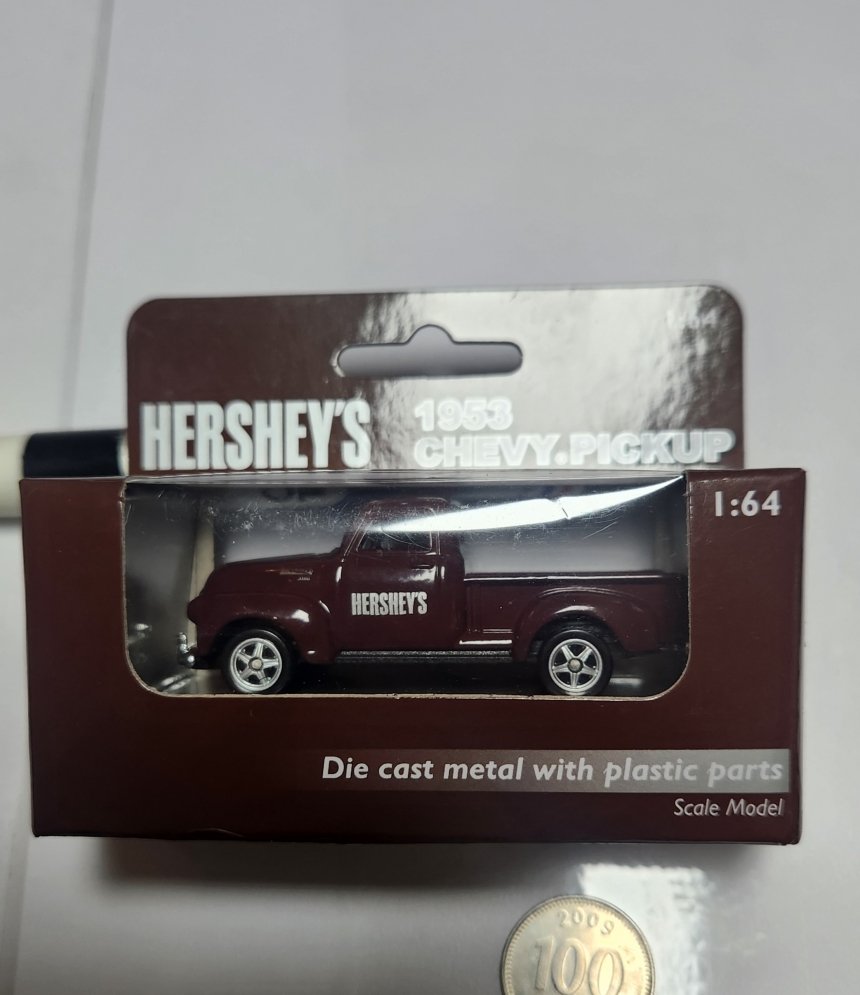 HERSHEY'S
1953
CHEVY.PICKUP
1:64
HERSHEY'S
Die cast metal with plastic parts
Scale Model
2009
100